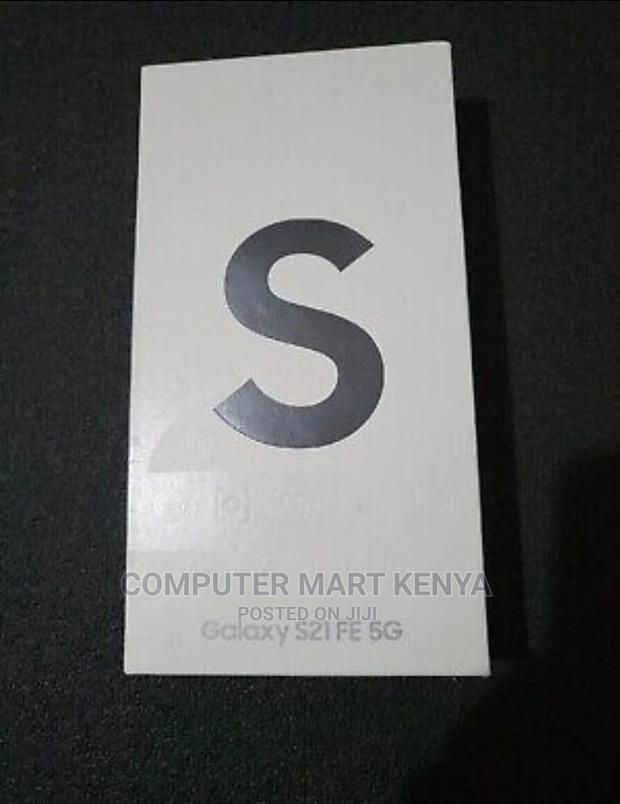 S
COMPUTER MART KENYA
POSTED ON JIJI
Galaxy S21 FE 5G